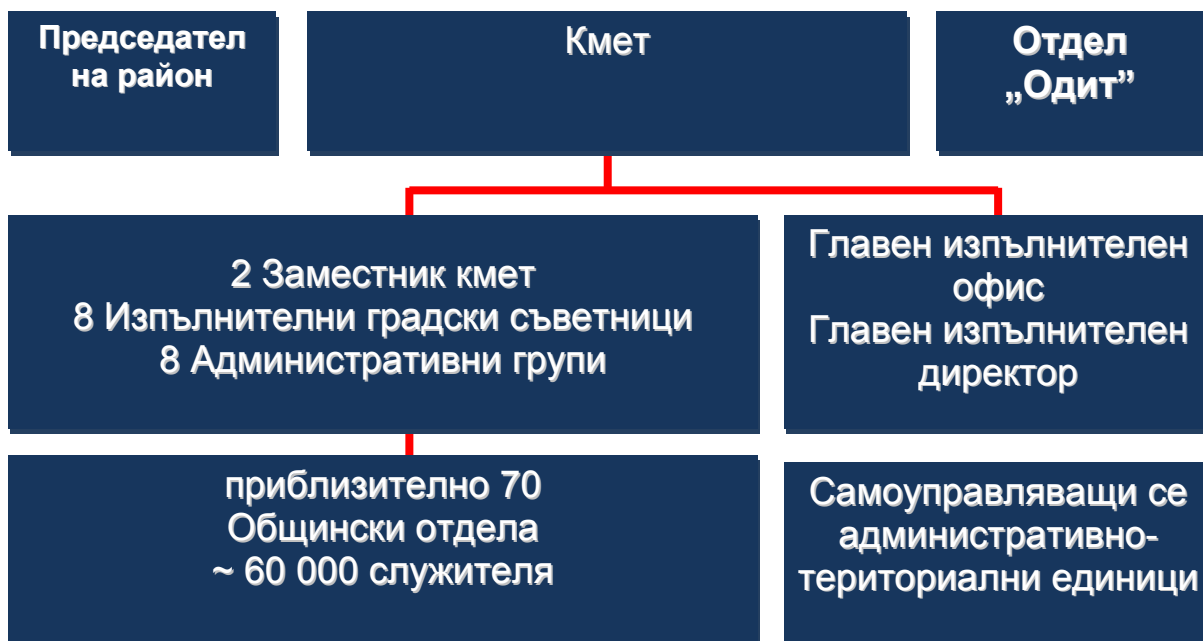 Председател
на район
Кмет
Отдел
„Одит”
2 Заместник кмет
8 Изпълнителни градски съветници
8 Административни групи
Главен изпълнителен
офис
Главен изпълнителен
директор
приблизително 70
Общински отдела
~ 60 000 служителя
Самоуправляващи се
административно-
териториални единици